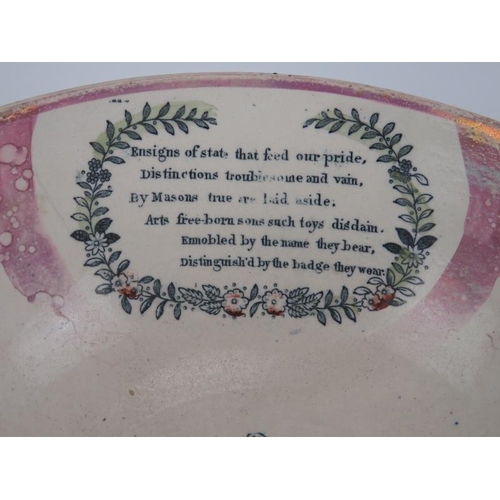 Ensigns of state that feed our pride,
Distinctions troublesome and vain,
By Masons true are laid aside:
Arts free-born sons such toys disdain.
Ennobled by the name they bear,
Distinguish'd by the badge they wear.